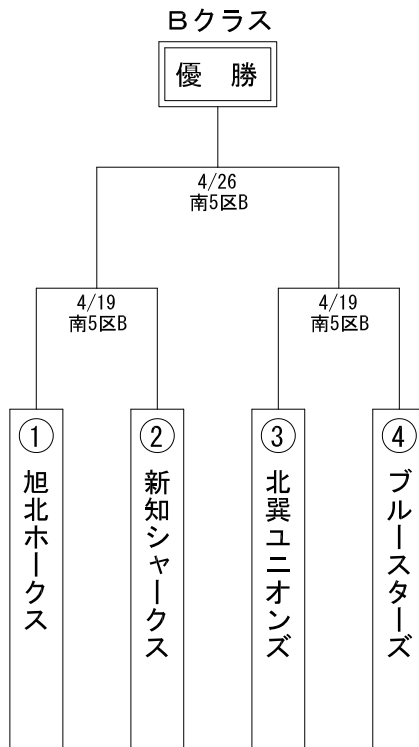 Bクラス
優　勝
4/26
南5区B
4/19
南5区B
4/19
南5区B
①
旭北ホークス
②
新知シャークス
③
北巽ユニオンズ
④
ブルースターズ